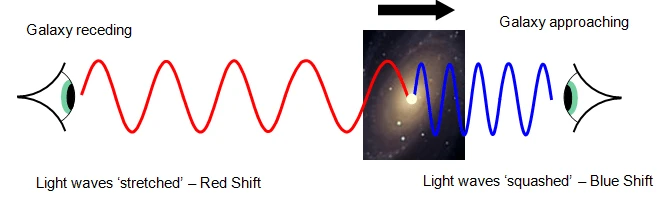 Galaxy receding
Galaxy approaching
Light waves ‘stretched’ – Red Shift
Light waves ‘squashed’ – Blue Shift